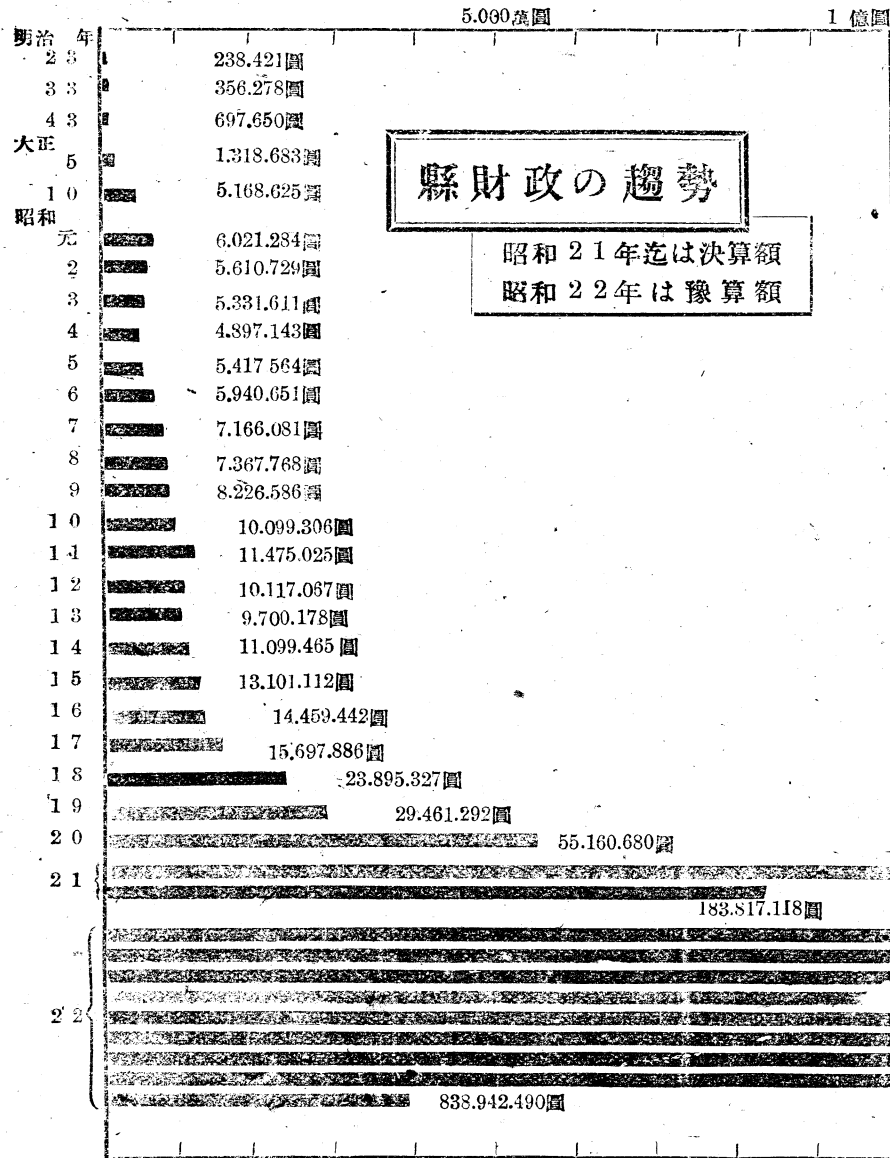 5.000萬圓 1億圓
明治 年
23 238.421圓
33 356.278圓
43 697.650圓
大正
5 1.318.683圓
10 5.168.625圓
昭和
元 6.021.284圓
2 5.610.729圓
3 5.331.611圓
4 4.897.143圓
5 5.417 564圓
6 5.940.651圓
7 7.166.081圓
8 7.367.768圓
9 8.226.586圓
10 10.099.306圓
11 11.475.025圓
12 10.117.067圓
13 9.700.178圓
14 11.099.465圓
15 13.101.112圓
16 14.459.442圓
17 15.697.886圓
18 23.895.327圓
19 29.461.292圓
20 55.160.680圓
21 183.817.118圓
22 838.942.490圓
縣財政の趨勢
昭和21年迄は決算額
昭和22年は豫算額